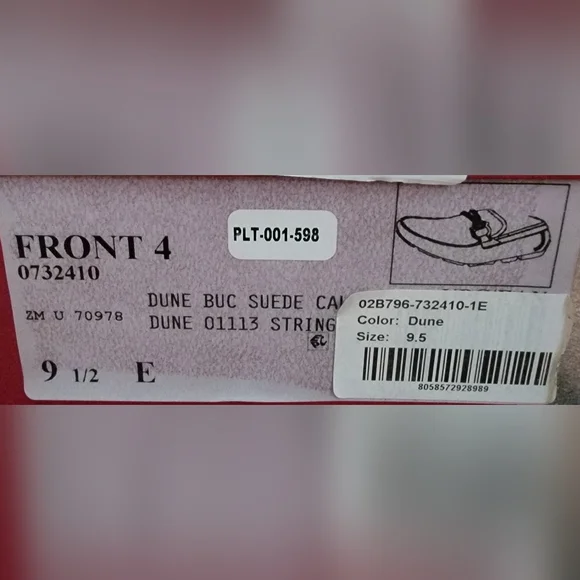 FRONT 4
0732410
PLT-001-598
ZM U 70978
DUNE BUC SUEDE
DUNE 01113 STRING
9 1/2 E
02B796-732410-1E
Color: Dune
Size: 9.5
8058572928989